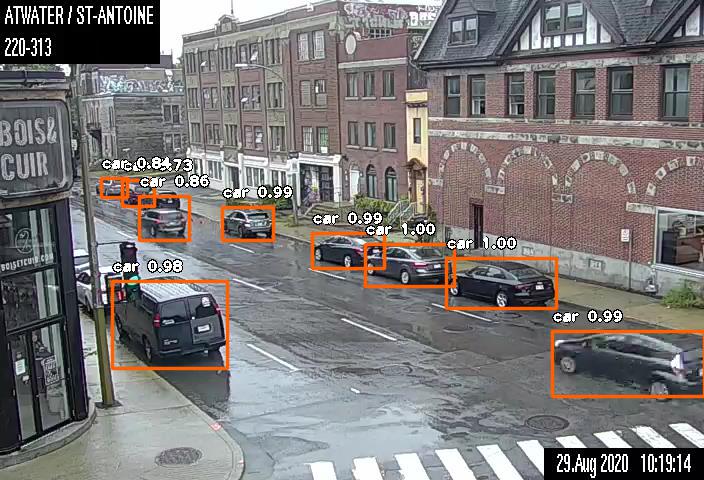 ATWATER / ST-ANTOINE
220-313
BOIS&
CUIR
BOISETCUIR.COM
car 0.84
0.73
car 0.86
car 0.99
car 0.99
car 1.00
car 1.00
car 0.98
car 0.99
29.Aug 2020 10:19:14